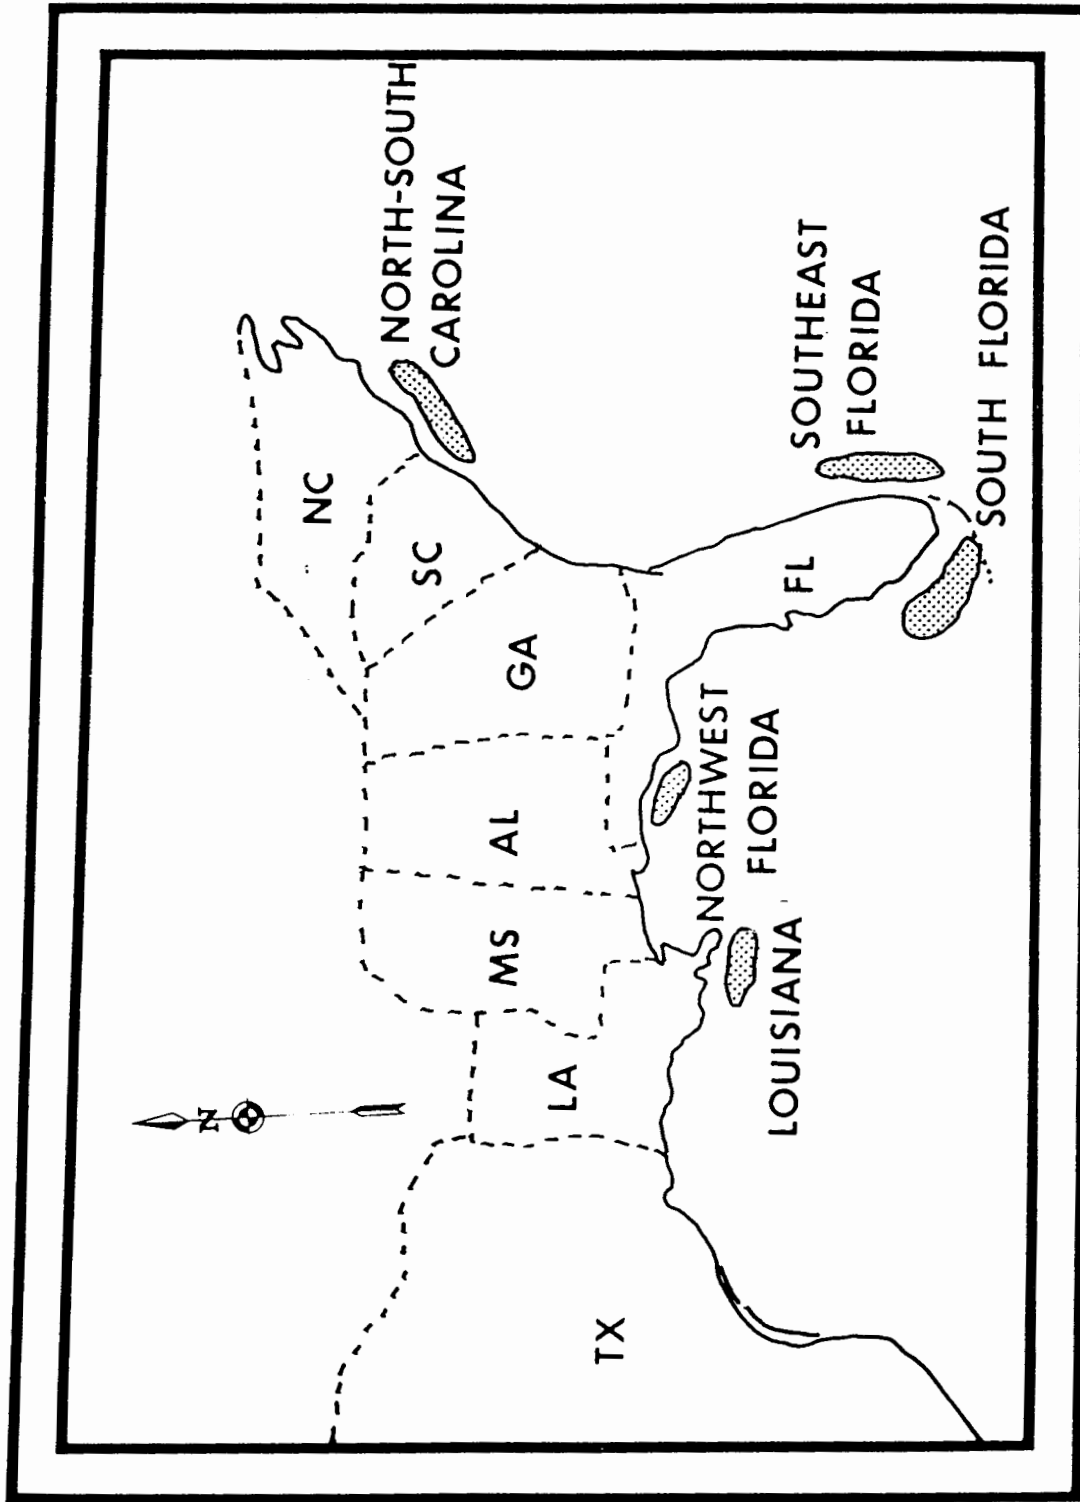 NORTH-SOUTH
CAROLINA
NC
SC
N
GA
AL
MS
LA
TX
FL
SOUTHEAST
FLORIDA
SOUTH FLORIDA
NORTHWEST
FLORIDA
LOUISIANA